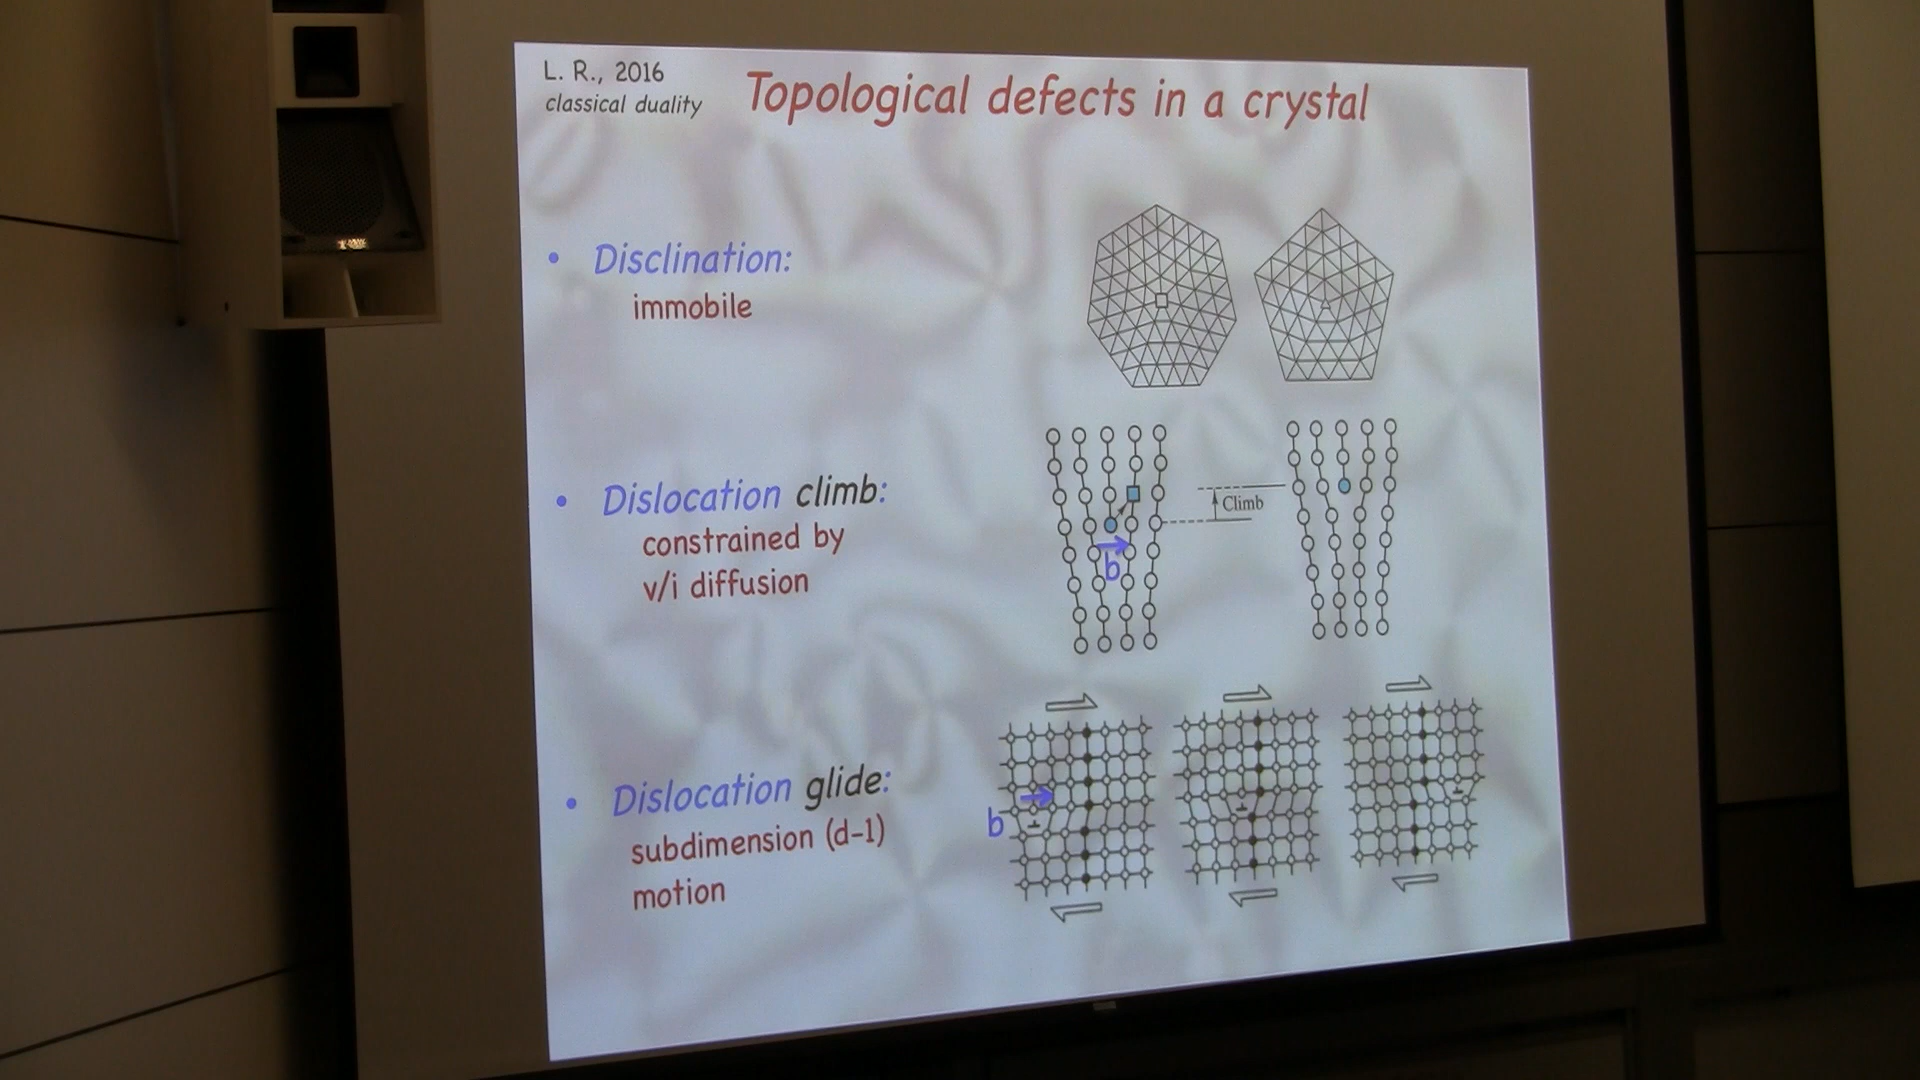 L. R., 2016
classical duality
Topological defects in a crystal
• Disclination:
immobile
• Dislocation climb:
constrained by
v/i diffusion
Climb
b
• Dislocation glide:
subdimension (d-1)
motion
b